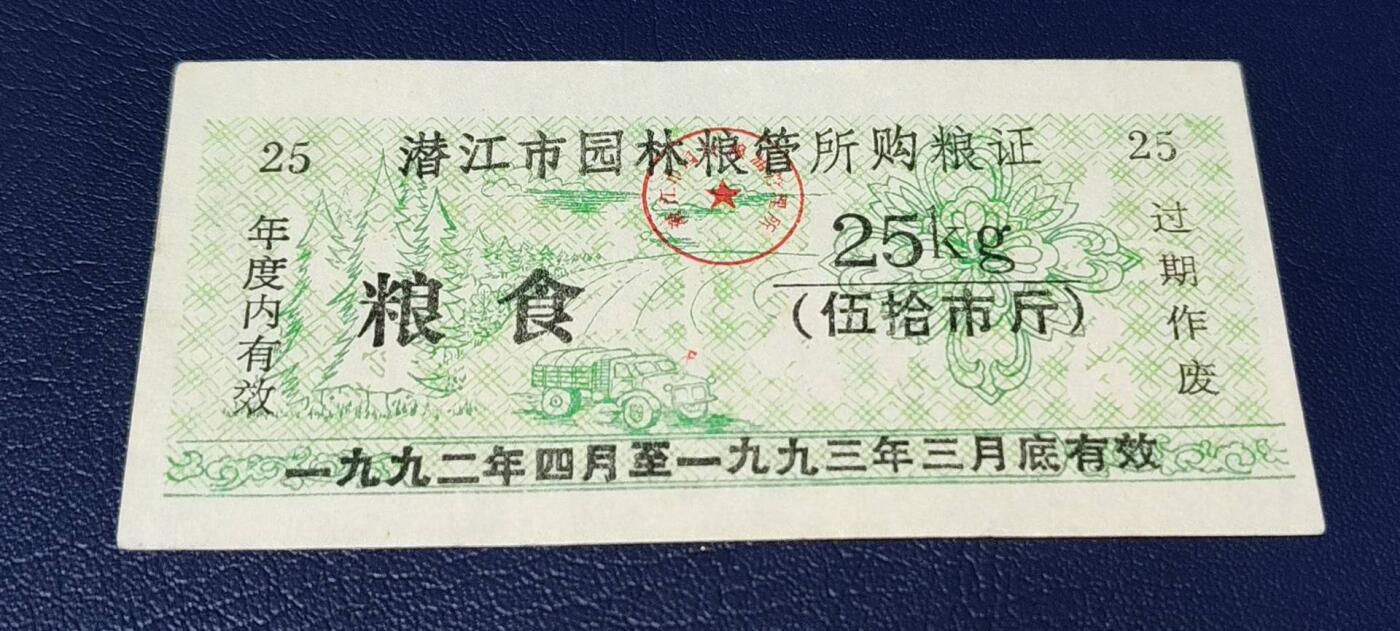 25
潜江市园林粮管所购粮证
25
年度内有效
粮食
25kg
(伍拾市斤)
过期作废
一九九二年四月至一九九三年三月底有效